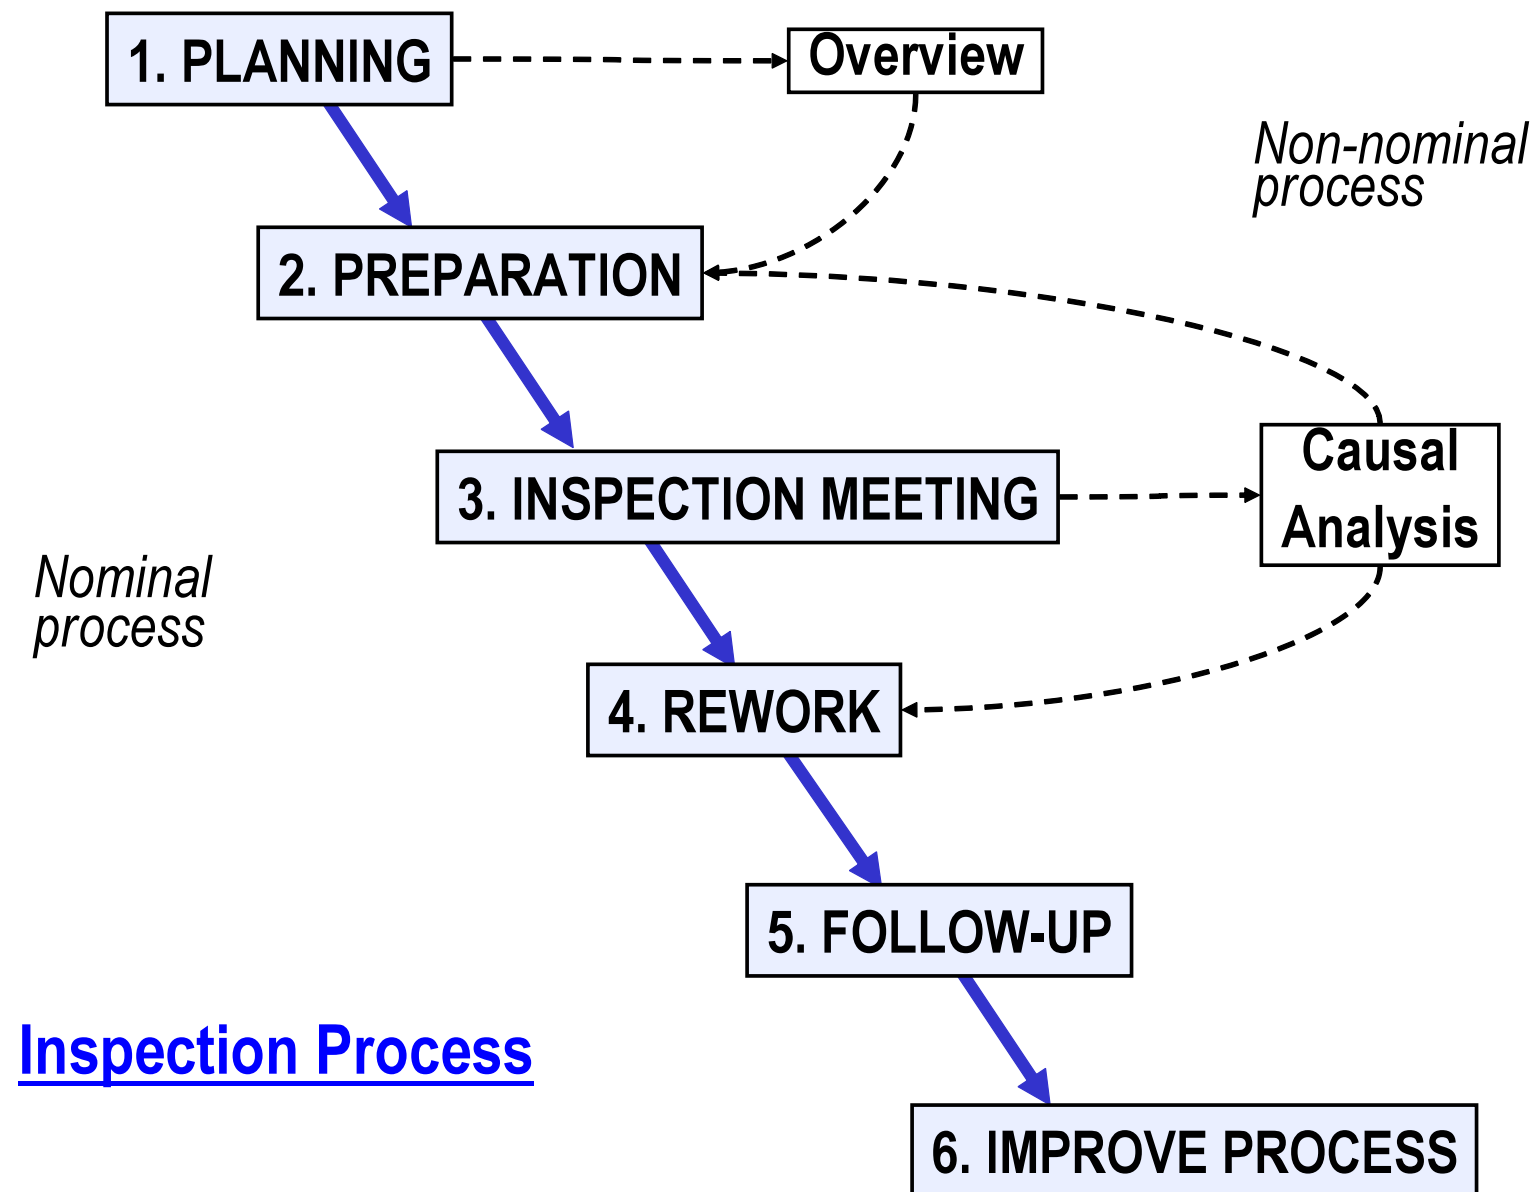 1. PLANNING
Overview
Non-nominal
process
2. PREPARATION
Causal
Analysis
3. INSPECTION MEETING
Nominal
process
4. REWORK
5. FOLLOW-UP
Inspection Process
6. IMPROVE PROCESS